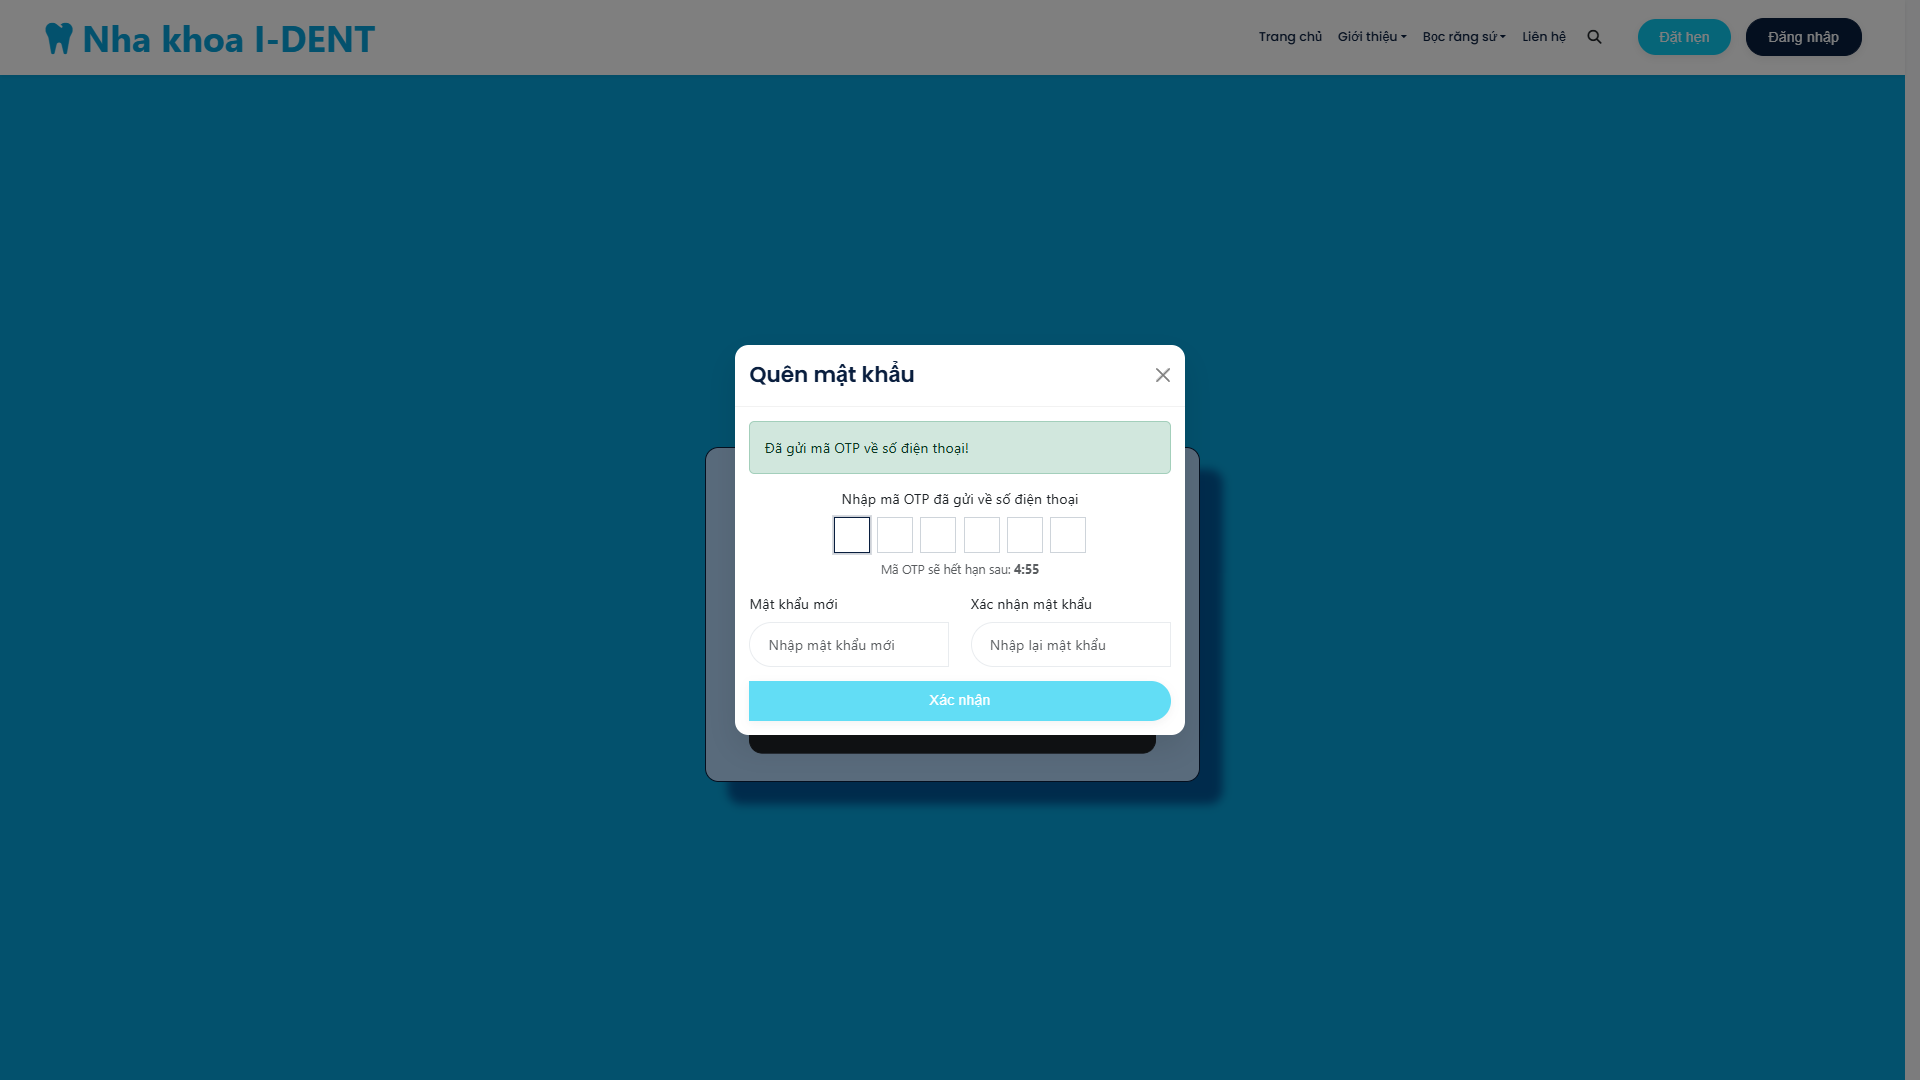 Nha khoa I-DENT
Trang chủ Giới thiệu Bọc răng sứ Liên hệ Đặt hẹn Đăng nhập
Quên mật khẩu
Đã gửi mã OTP về số điện thoại!
Nhập mã OTP đã gửi về số điện thoại
Mã OTP sẽ hết hạn sau: 4:55
Mật khẩu mới Xác nhận mật khẩu
Nhập mật khẩu mới Nhập lại mật khẩu
Xác nhận